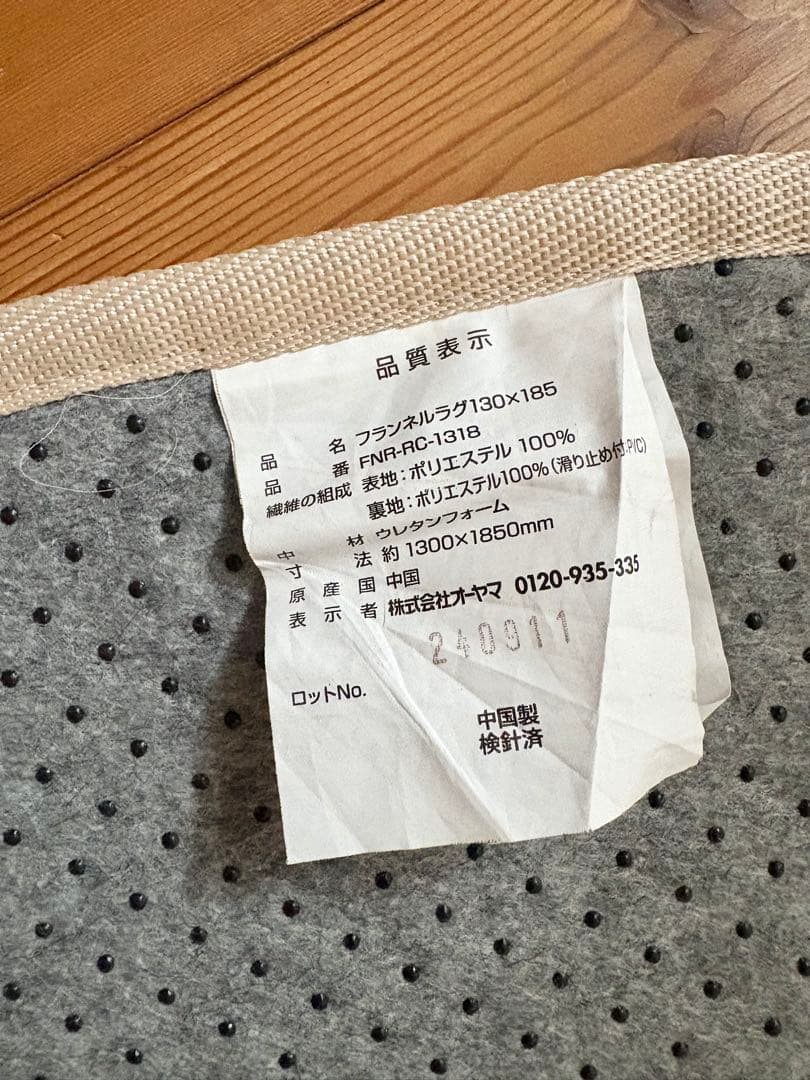 品質表示
品名 フランネルラグ130×185
品番 FNR-RC-1318
繊維の組成 表地:ポリエステル 100%
裏地:ポリエステル100%(滑り止め付:P/C)
中材 ウレタンフォーム
寸法 約 1300×1850mm
原産国 中国
表示者 株式会社オーヤマ 0120-935-335
240911
ロットNo.
中国製
検針済